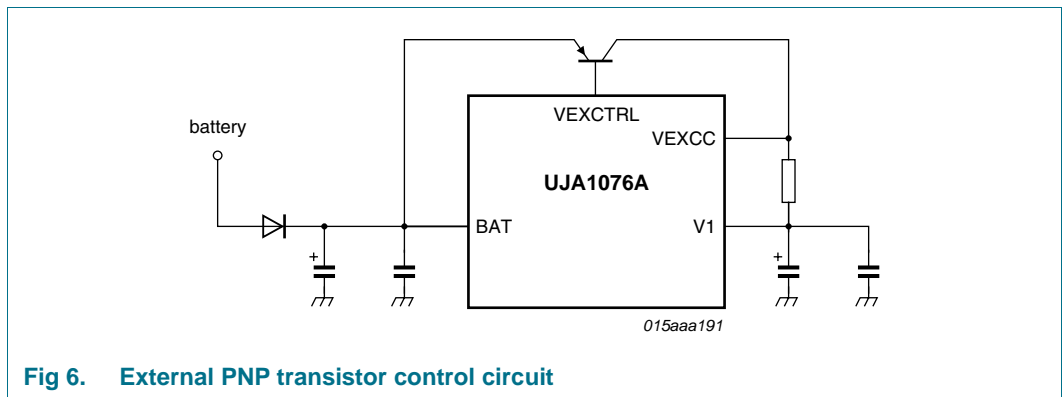 battery
VEXCTRL
VEXCC
UJA1076A
BAT
V1
+
+
015aaa191
Fig 6. External PNP transistor control circuit